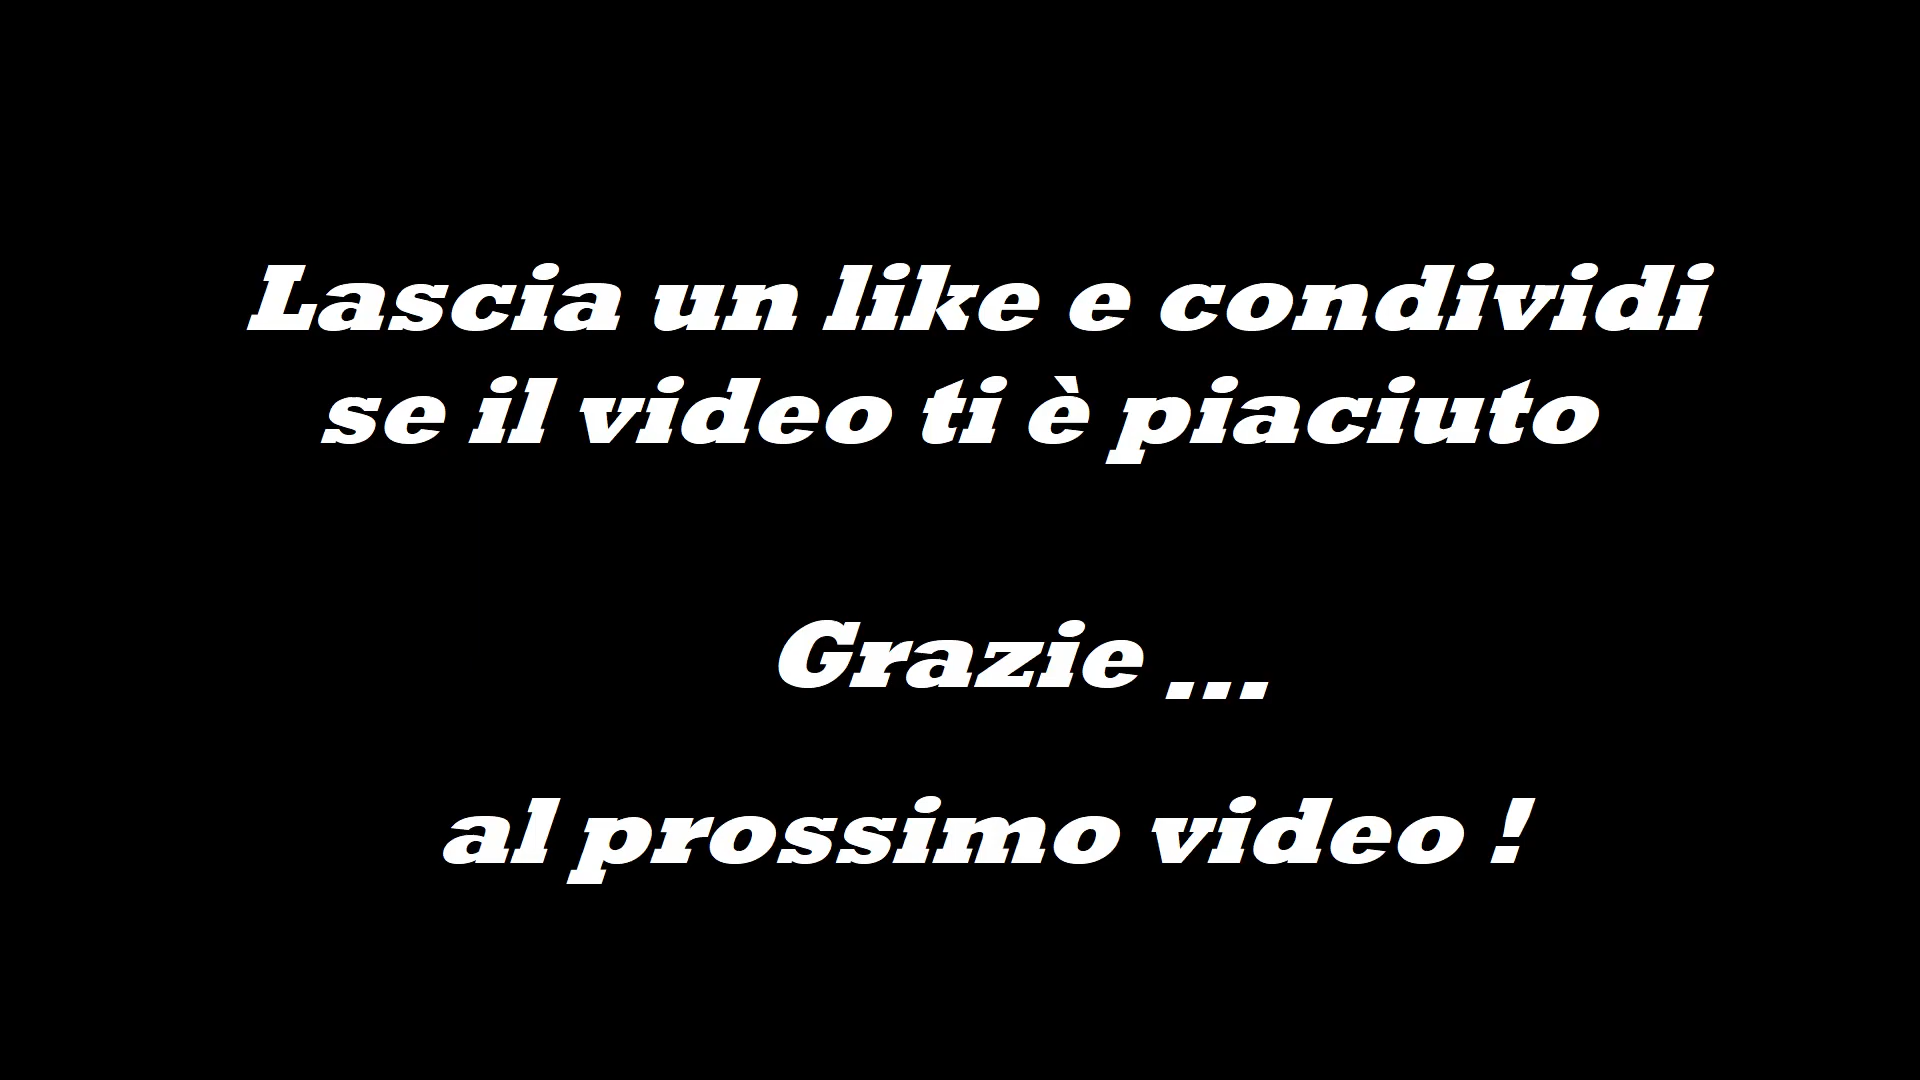 Lascia un like e condividi
se il video ti è piaciuto
Grazie ...
al prossimo video !